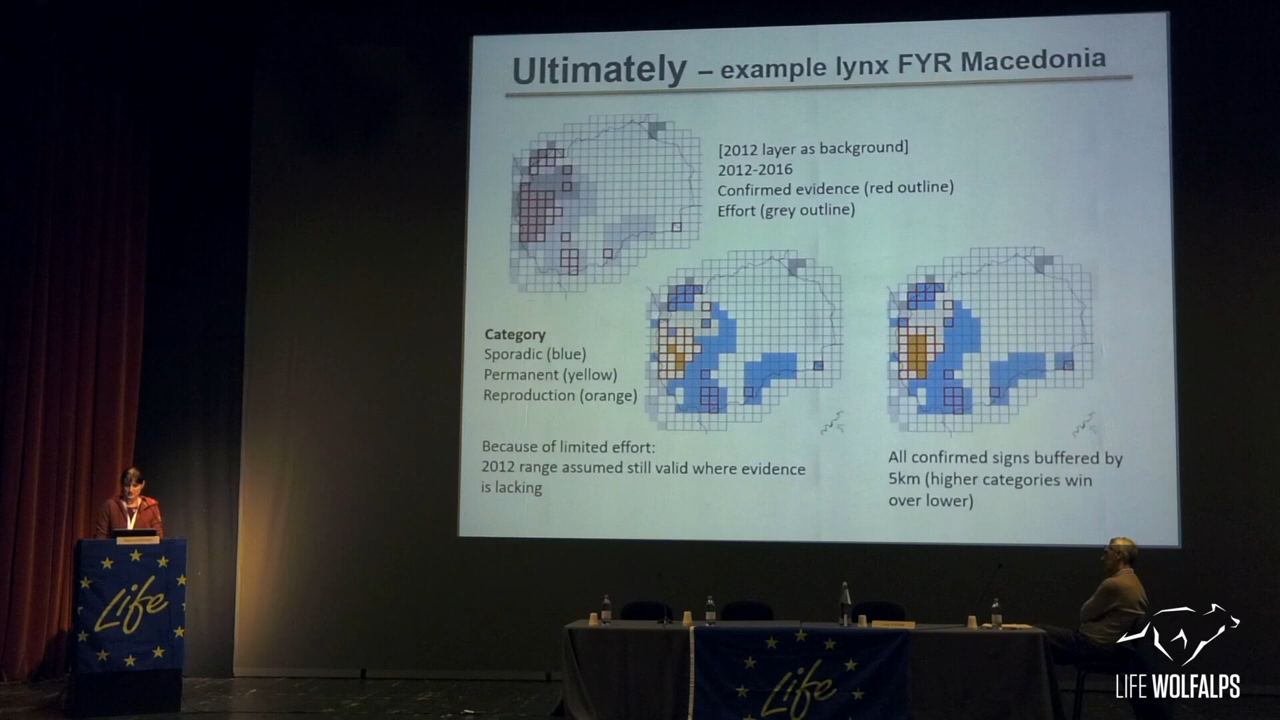 Ultimately – example lynx FYR Macedonia
[2012 layer as background]
2012-2016
Confirmed evidence (red outline)
Effort (grey outline)
Category
Sporadic (blue)
Permanent (yellow)
Reproduction (orange)
Because of limited effort:
2012 range assumed still valid where evidence
is lacking
All confirmed signs buffered by
5km (higher categories win
over lower)
Life
Life
LIFE WOLFALPS